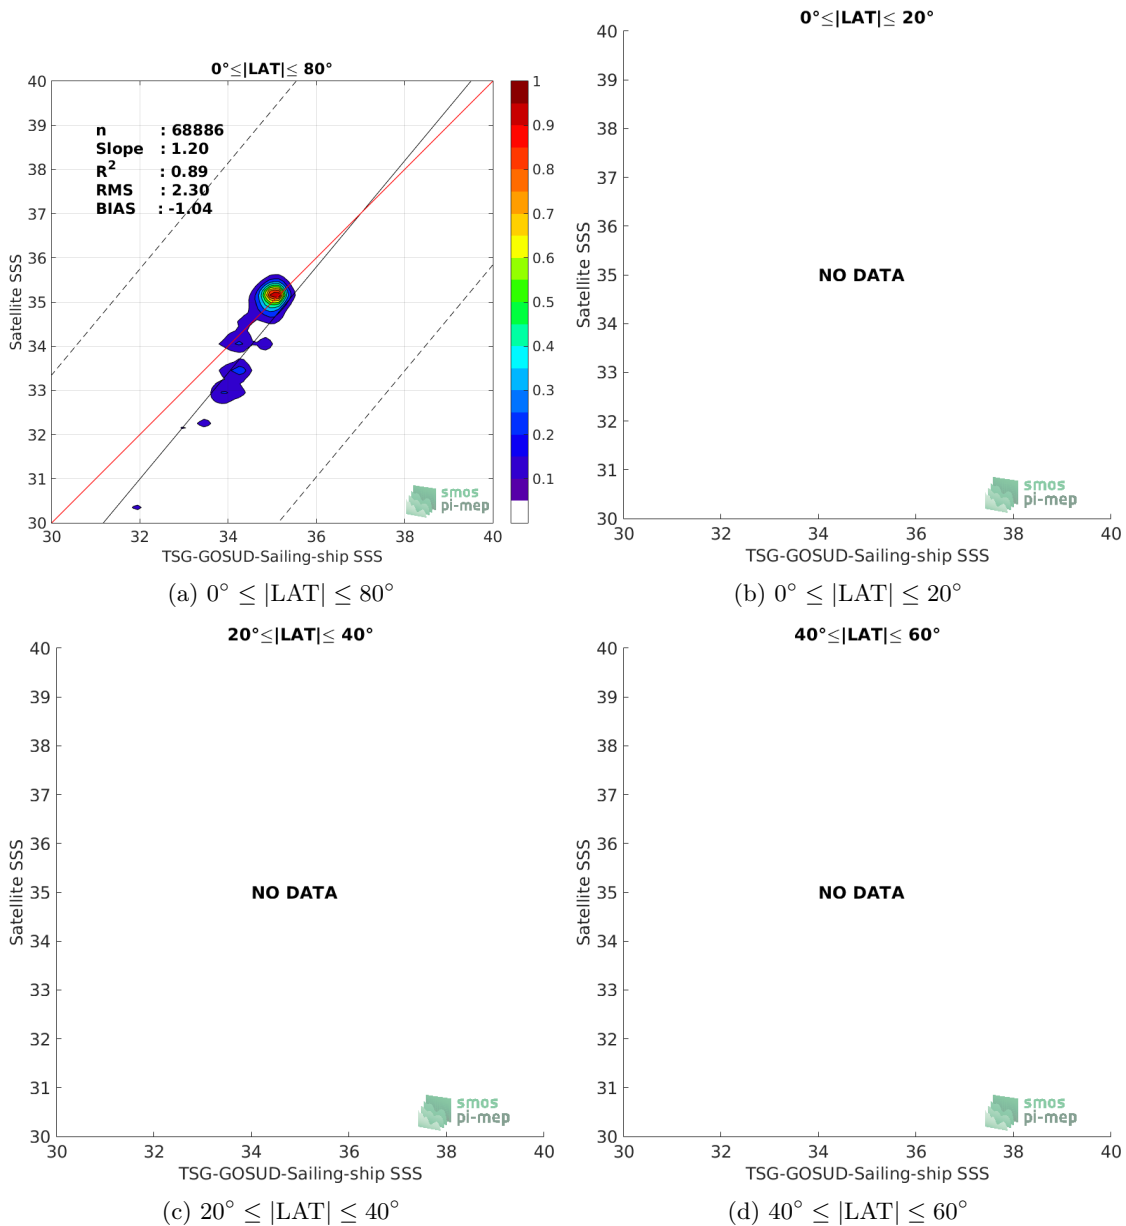 0°≤|LAT|≤ 80°
40
39
38
37
36
35
34
33
32
31
30
Satellite SSS
n : 68886
Slope : 1.20
R² : 0.89
RMS : 2.30
BIAS : -1.04
smos
pi-mep
30 32 34 36 38 40
TSG-GOSUD-Sailing-ship SSS
1
0.9
0.8
0.7
0.6
0.5
0.4
0.3
0.2
0.1
(a) 0° ≤ |LAT| ≤ 80°
0°≤|LAT|≤ 20°
40
39
38
37
36
35
34
33
32
31
30
Satellite SSS
NO DATA
smos
pi-mep
30 32 34 36 38 40
TSG-GOSUD-Sailing-ship SSS
(b) 0° ≤ |LAT| ≤ 20°
20°≤|LAT|≤ 40°
40
39
38
37
36
35
34
33
32
31
30
Satellite SSS
NO DATA
smos
pi-mep
30 32 34 36 38 40
TSG-GOSUD-Sailing-ship SSS
(c) 20° ≤ |LAT| ≤ 40°
40°≤|LAT|≤ 60°
40
39
38
37
36
35
34
33
32
31
30
Satellite SSS
NO DATA
smos
pi-mep
30 32 34 36 38 40
TSG-GOSUD-Sailing-ship SSS
(d) 40° ≤ |LAT| ≤ 60°